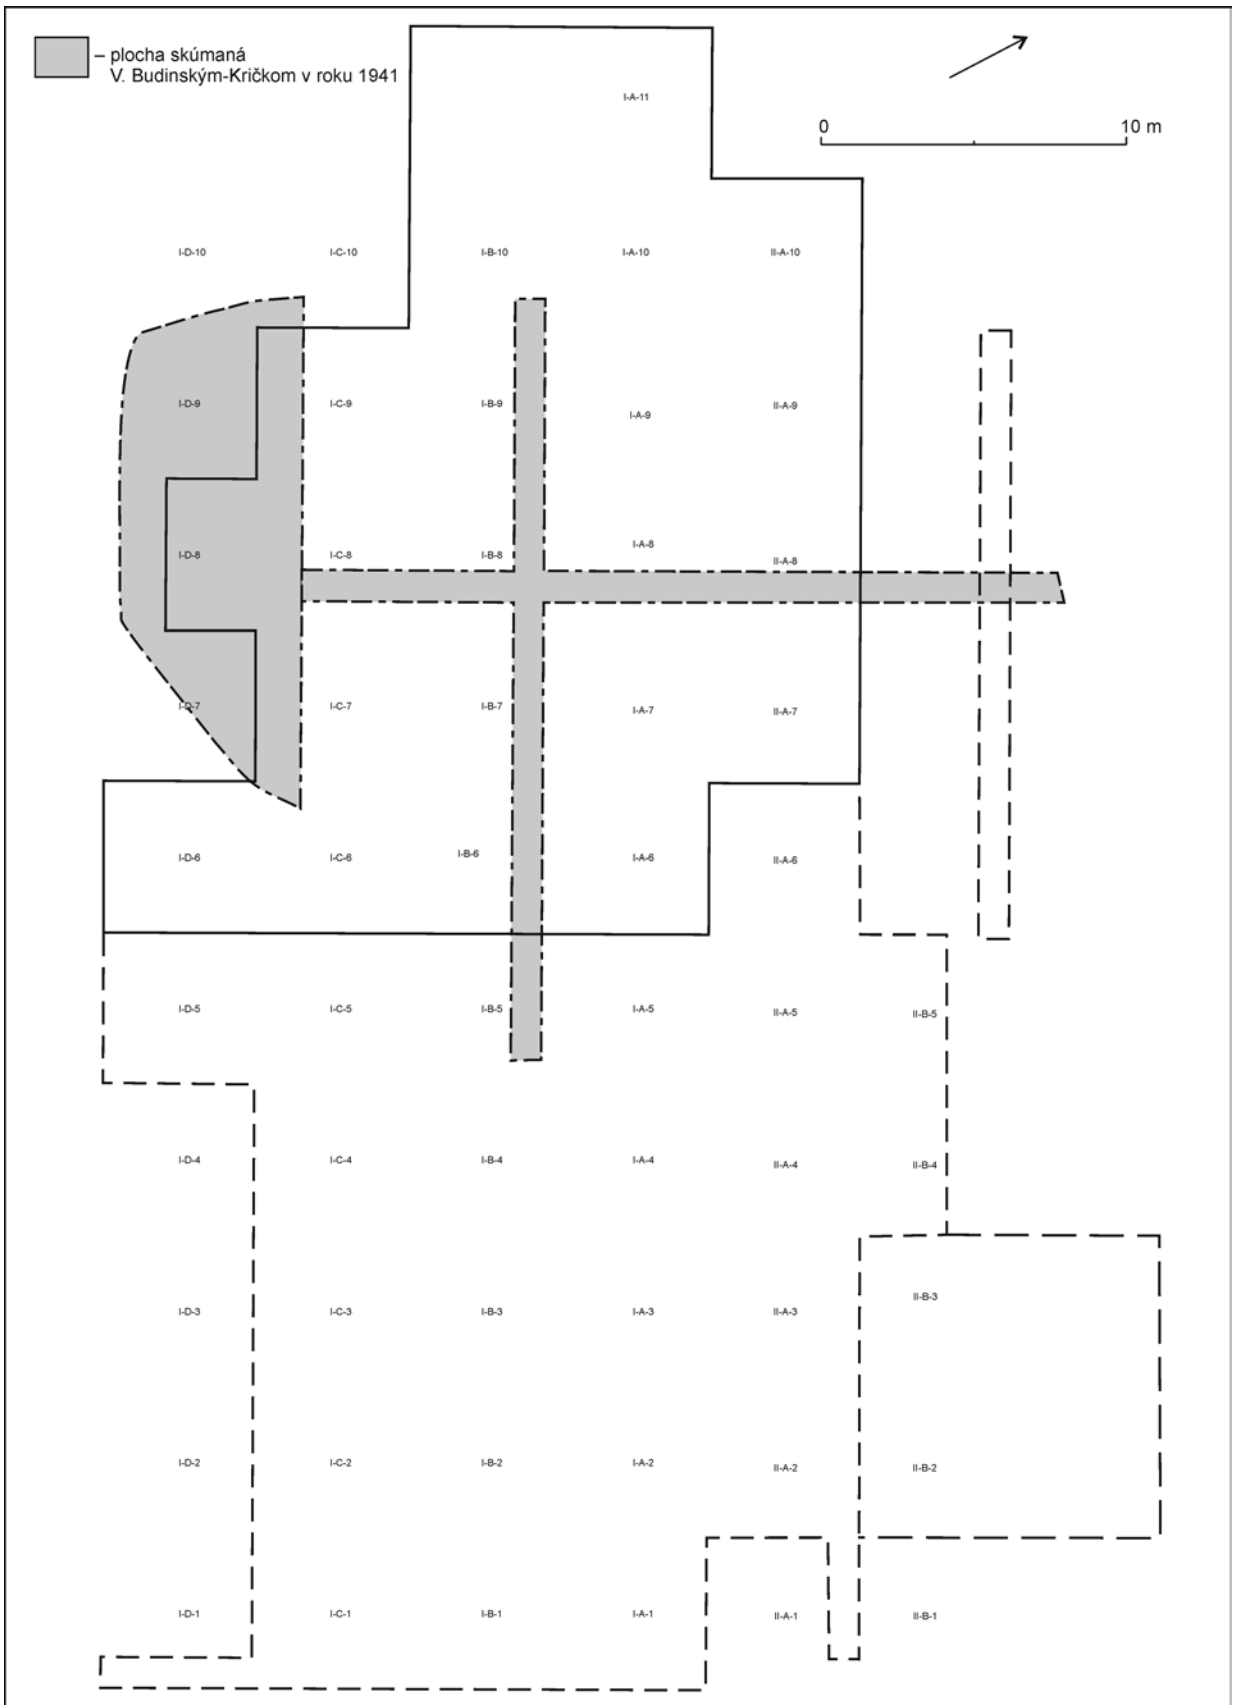 – plocha skúmaná
V. Budinským-Kričkom v roku 1941
0 10 m
I-A-11
I-D-10 I-C-10 I-B-10 I-A-10 II-A-10
I-D-9 I-C-9 I-B-9 I-A-9 II-A-9
I-D-8 I-C-8 I-B-8 I-A-8 II-A-8
I-D-7 I-C-7 I-B-7 I-A-7 II-A-7
I-D-6 I-C-6 I-B-6 I-A-6 II-A-6
I-D-5 I-C-5 I-B-5 I-A-5 II-A-5 II-B-5
I-D-4 I-C-4 I-B-4 I-A-4 II-A-4 II-B-4
I-D-3 I-C-3 I-B-3 I-A-3 II-A-3 II-B-3
I-D-2 I-C-2 I-B-2 I-A-2 II-A-2 II-B-2
I-D-1 I-C-1 I-B-1 I-A-1 II-A-1 II-B-1